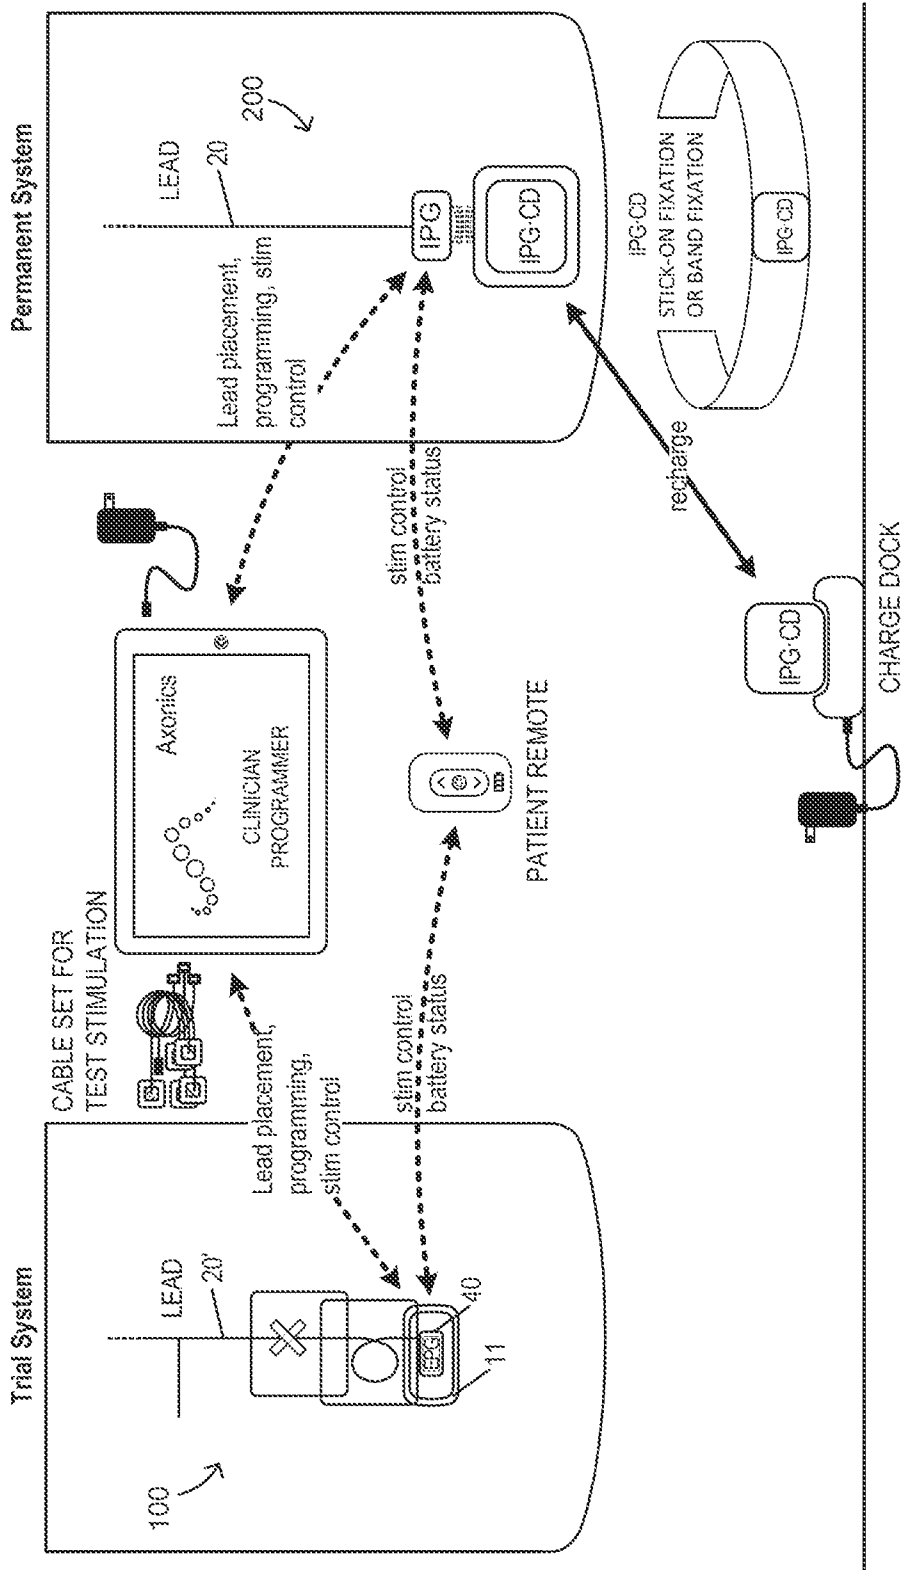 Trial System
100
LEAD
20'
EPG
40
11
CABLE SET FOR
TEST STIMULATION
Lead placement,
programming,
stim control
stim control
battery status
Axonics
CLINICIAN
PROGRAMMER
PATIENT REMOTE
stim control
battery status
Permanent System
200
LEAD
20
Lead placement,
programming, stim
control
IPG
IPG-CD
recharge
IPG-CD
STICK-ON FIXATION
OR BAND FIXATION
IPG-CD
IPG-CD
CHARGE DOCK